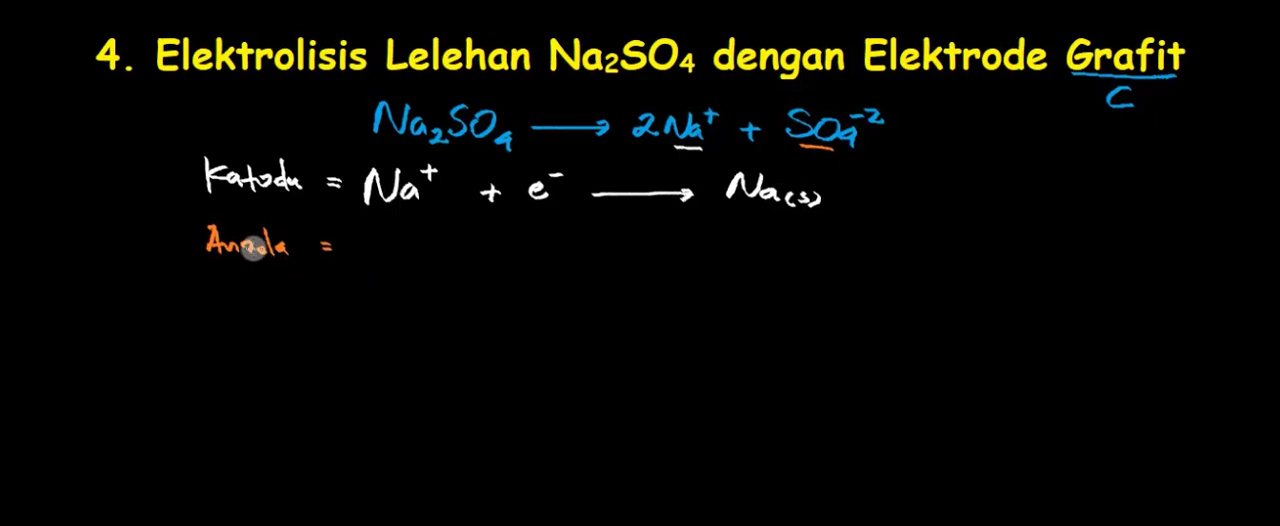 4. Elektrolisis Lelehan Na₂SO₄ dengan Elektrode Grafit
C
Na₂SO₄ ⟶ 2Na⁺ + SO₄⁻²
Katoda = Na⁺ + e⁻ ⟶ Na(s)
Anoda =